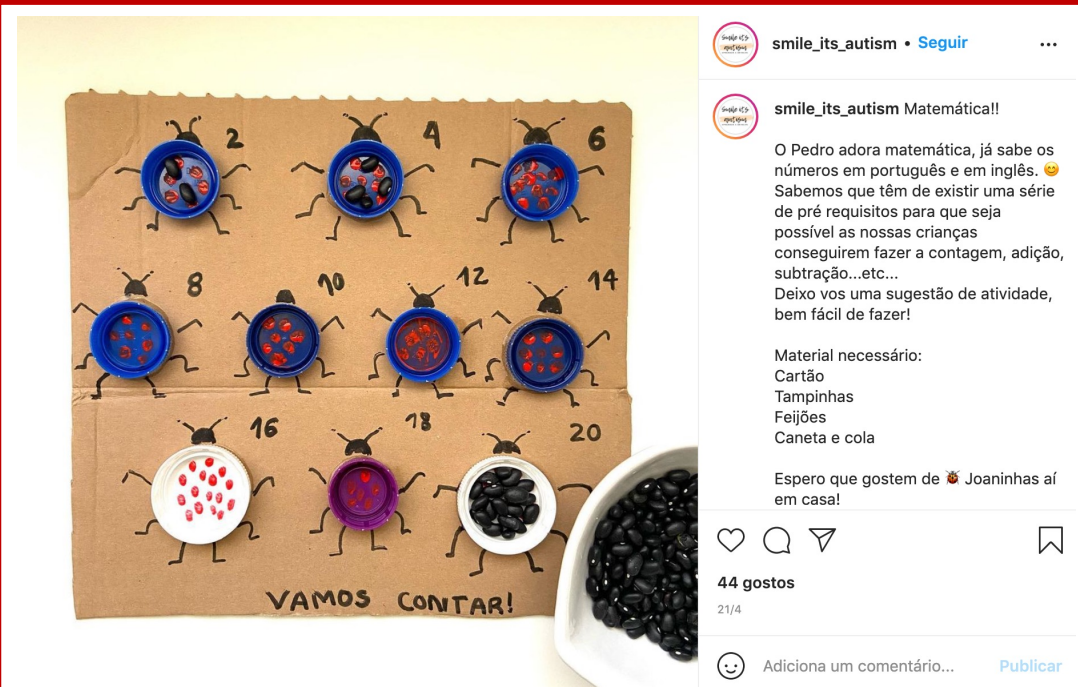 2
4
6
8
10
12
14
16
18
20
VAMOS CONTAR!
smile_its_autism • Seguir
smile_its_autism Matemática!!
O Pedro adora matemática, já sabe os
números em português e em inglês. 😊
Sabemos que têm de existir uma série
de pré requisitos para que seja
possível as nossas crianças
conseguirem fazer a contagem, adição,
subtração...etc...
Deixo vos uma sugestão de atividade,
bem fácil de fazer!
Material necessário:
Cartão
Tampinhas
Feijões
Caneta e cola
Espero que gostem de 🐞 Joaninhas aí
em casa!
44 gostos
21/4
Adiciona um comentário... Publicar